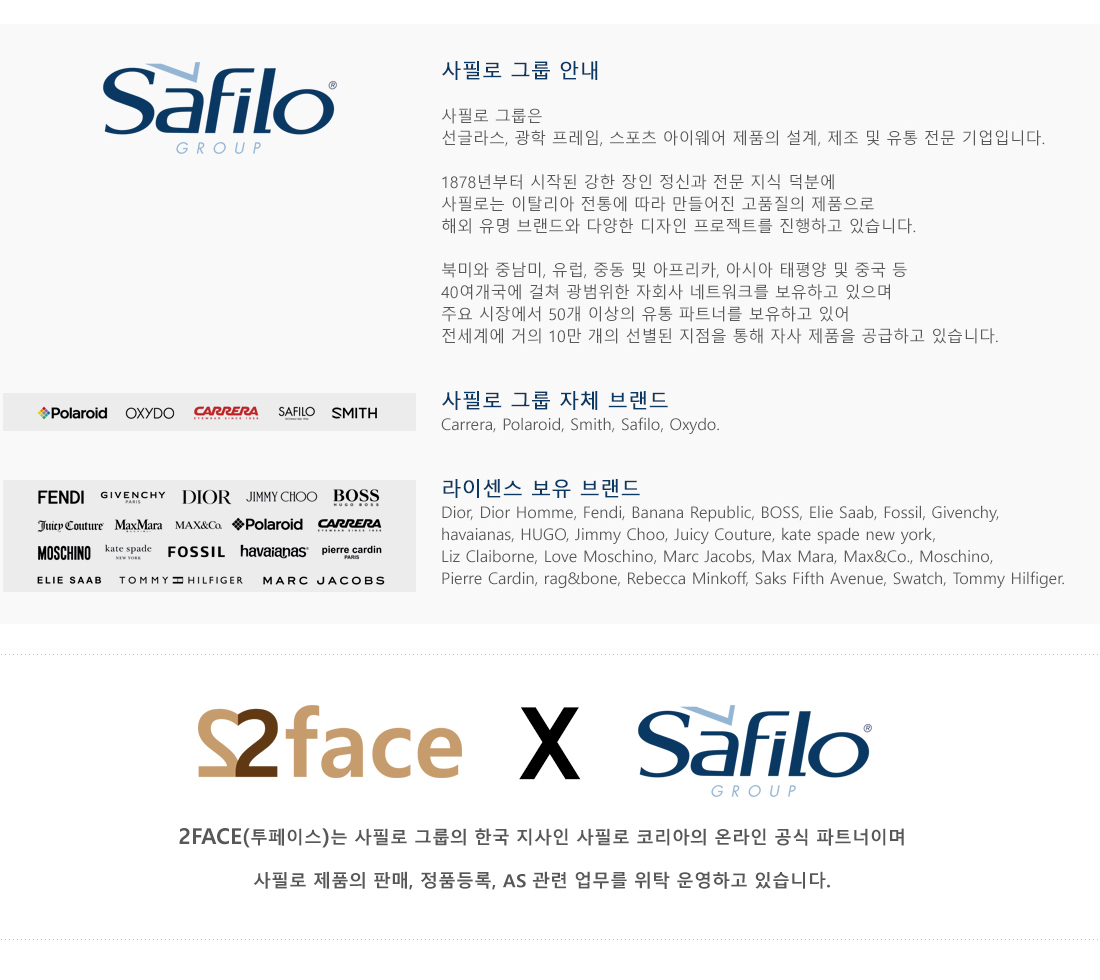 Safilo®
GROUP
사필로 그룹 안내
사필로 그룹은
선글라스, 광학 프레임, 스포츠 아이웨어 제품의 설계, 제조 및 유통 전문 기업입니다.
1878년부터 시작된 강한 장인 정신과 전문 지식 덕분에
사필로는 이탈리아 전통에 따라 만들어진 고품질의 제품으로
해외 유명 브랜드와 다양한 디자인 프로젝트를 진행하고 있습니다.
북미와 중남미, 유럽, 중동 및 아프리카, 아시아 태평양 및 중국 등
40여개국에 걸쳐 광범위한 자회사 네트워크를 보유하고 있으며
주요 시장에서 50개 이상의 유통 파트너를 보유하고 있어
전세계에 거의 10만 개의 선별된 지점을 통해 자사 제품을 공급하고 있습니다.
Polaroid OXYDO CARRERA SAFILO SMITH
EYEWEAR SINCE 1956
사필로 그룹 자체 브랜드
Carrera, Polaroid, Smith, Safilo, Oxydo.
FENDI GIVENCHY DIOR JIMMY CHOO BOSS
PARIS HUGO BOSS
Juicy Couture MaxMara MAX&Co. Polaroid CARRERA
EYEWEAR SINCE 1956
MOSCHINO kate spade FOSSIL havaianas® pierre cardin
NEW YORK PARIS
ELIE SAAB TOMMY HILFIGER MARC JACOBS
라이센스 보유 브랜드
Dior, Dior Homme, Fendi, Banana Republic, BOSS, Elie Saab, Fossil, Givenchy,
havaianas, HUGO, Jimmy Choo, Juicy Couture, kate spade new york,
Liz Claiborne, Love Moschino, Marc Jacobs, Max Mara, Max&Co., Moschino,
Pierre Cardin, rag&bone, Rebecca Minkoff, Saks Fifth Avenue, Swatch, Tommy Hilfiger.
2face X Safilo®
GROUP
2FACE(투페이스)는 사필로 그룹의 한국 지사인 사필로 코리아의 온라인 공식 파트너이며
사필로 제품의 판매, 정품등록, AS 관련 업무를 위탁 운영하고 있습니다.